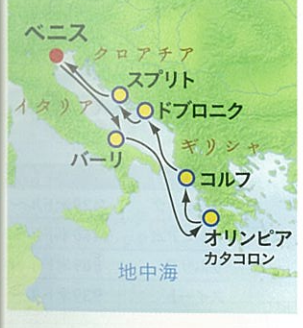 ベニス
クロアチア
スプリト
イタリア
ドブロニク
バーリ
ギリシャ
コルフ
オリンピア
カタコロン
地中海